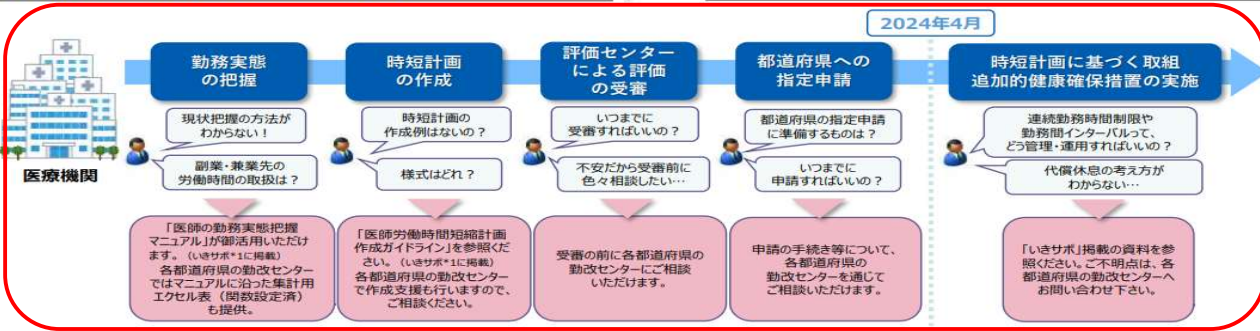 2024年4月
医療機関
勤務実態
の把握
現状把握の方法が
わからない！
副業・兼業先の
労働時間の取扱は？
「医師の勤務実態把握
マニュアル」が御活用いただけ
ます。（いきサポ*1に掲載）
各都道府県の勤改センター
ではマニュアルに沿った集計用
エクセル表（関数設定済）
も提供。
時短計画
の作成
時短計画の
作成例はないの？
様式はどれ？
「医師労働時間短縮計画
作成ガイドライン」を参照くだ
さい。（いきサポ*1に掲載）
各都道府県の勤改センター
で作成支援も行いますので、
ご相談ください。
評価センター
による評価
の受審
いつまでに
受審すればいいの？
不安だから受審前に
色々相談したい…
受審の前に各都道府県の
勤改センターにご相談
いただけます。
都道府県への
指定申請
都道府県の指定申請
に準備するものは？
いつまでに
申請すればいいの？
申請の手続き等について、
各都道府県の
勤改センターを通じて
ご相談いただけます。
時短計画に基づく取組
追加的健康確保措置の実施
連続勤務時間制限や
勤務間インターバルって、
どう管理・運用すればいいの？
代償休息の考え方が
わからない…
「いきサポ」掲載の資料を参
照ください。ご不明点は、各
都道府県の勤改センターへ
お問い合わせ下さい。